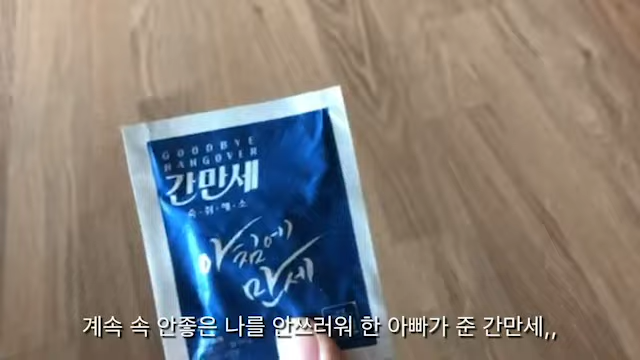 GOODBYE
HANGOVER
간만세
숙·취·해·소
아침에
만세
계속 속 안좋은 나를 안쓰러워 한 아빠가 준 간만세,,